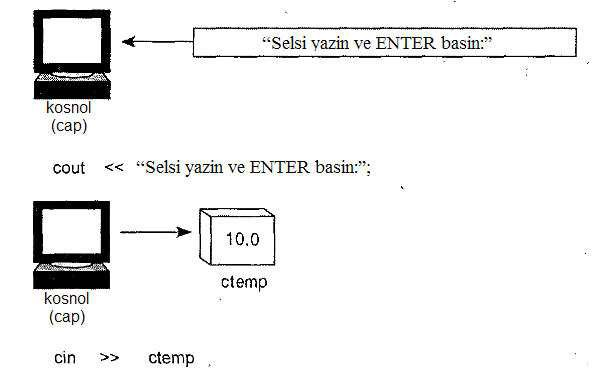 “Selsi yazin ve ENTER basin:”
kosnol
(cap)
cout << “Selsi yazin ve ENTER basin:”;
10.0
ctemp
kosnol
(cap)
cin >> ctemp